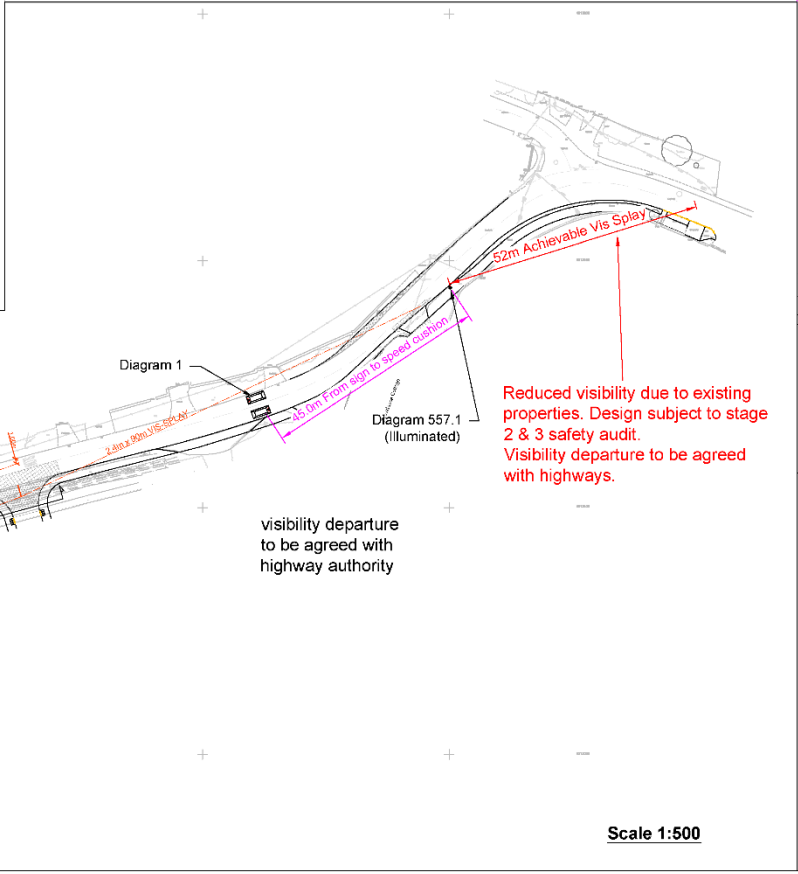 52m Achievable Vis Splay
Diagram 1
45.0m From sign to speed cushion
2.4m x 90m VIS-SPLAY
Diagram 557.1
(Illuminated)
Reduced visibility due to existing
properties. Design subject to stage
2 & 3 safety audit.
Visibility departure to be agreed
with highways.
visibility departure
to be agreed with
highway authority
Scale 1:500